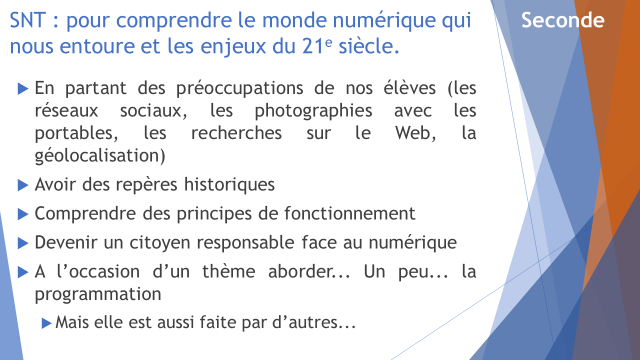 SNT : pour comprendre le monde numérique qui
nous entoure et les enjeux du 21e siècle.
Seconde
En partant des préoccupations de nos élèves (les
réseaux sociaux, les photographies avec les
portables, les recherches sur le Web, la
géolocalisation)
Avoir des repères historiques
Comprendre des principes de fonctionnement
Devenir un citoyen responsable face au numérique
A l’occasion d’un thème aborder... Un peu... la
programmation
Mais elle est aussi faite par d’autres...